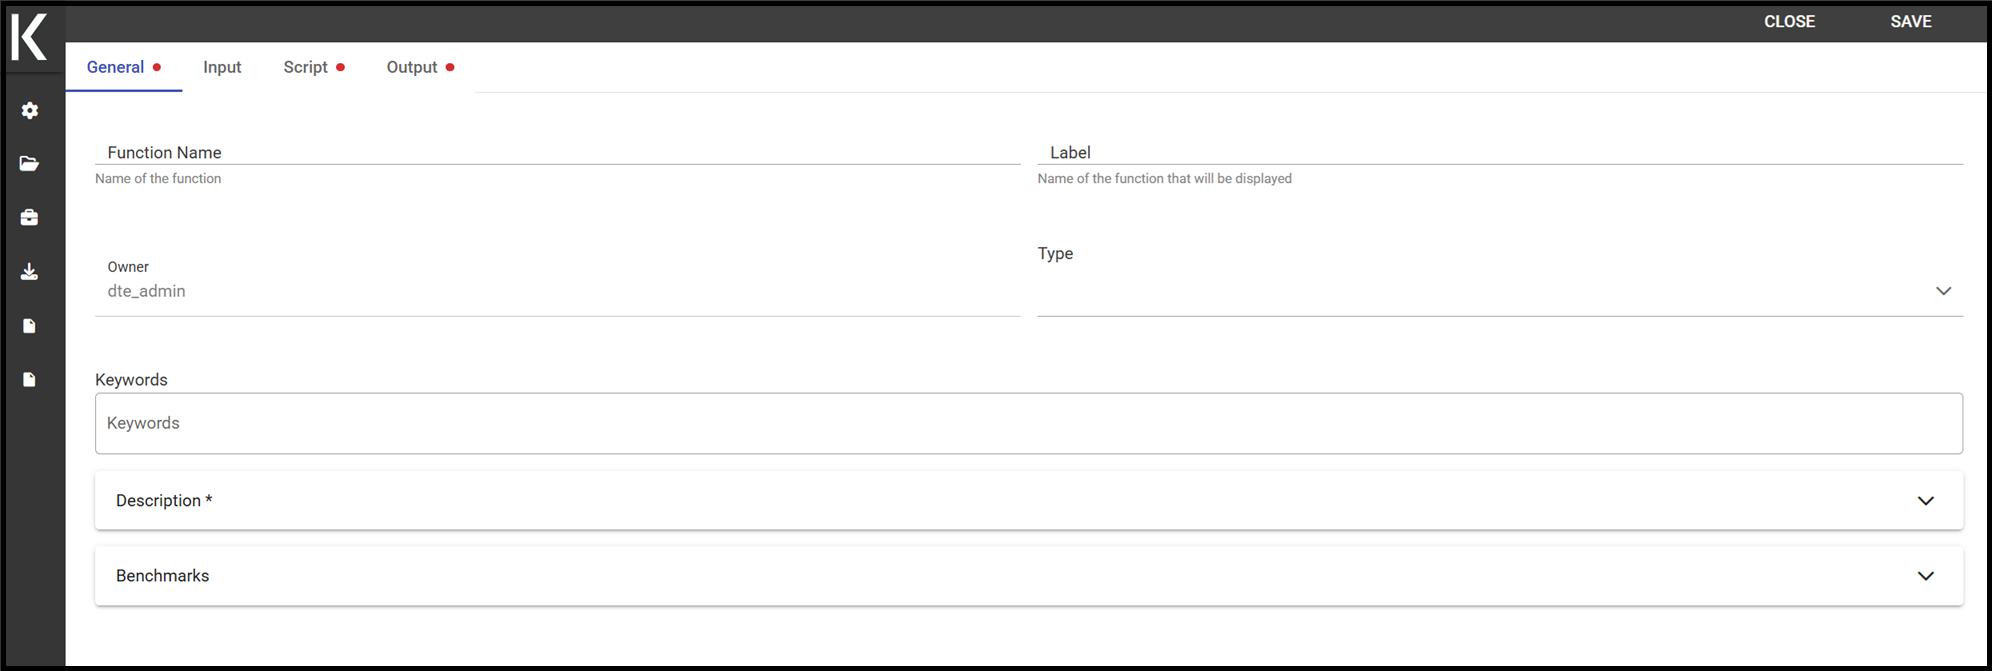 K
CLOSE SAVE
General Input Script Output
Function Name Label
Name of the function Name of the function that will be displayed
Type
Owner
dte_admin
Keywords
Keywords
Description *
Benchmarks